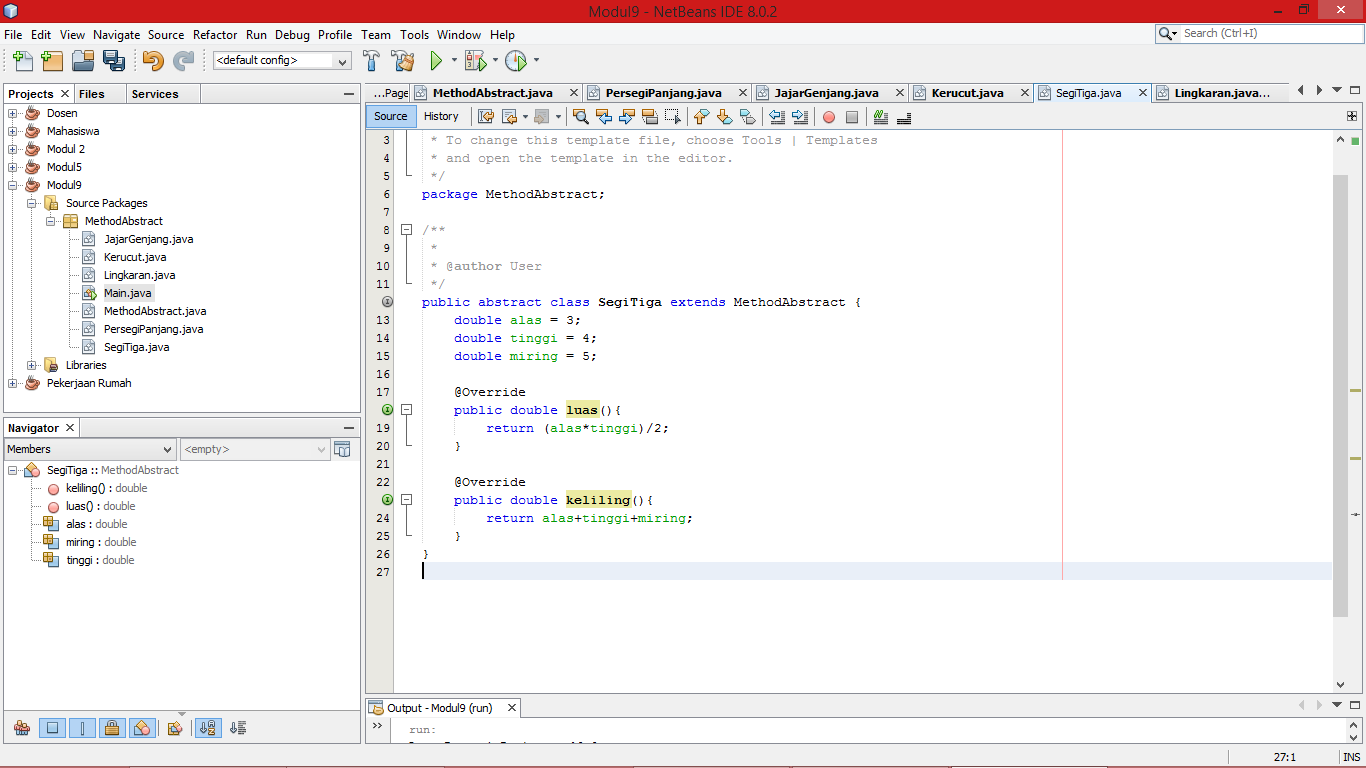 Modul9 - NetBeans IDE 8.0.2
File Edit View Navigate Source Refactor Run Debug Profile Team Tools Window Help
Search (Ctrl+I)
<default config>
Projects Files Services
Dosen
Mahasiswa
Modul 2
Modul5
Modul9
Source Packages
MethodAbstract
JajarGenjang.java
Kerucut.java
Lingkaran.java
Main.java
MethodAbstract.java
PersegiPanjang.java
SegiTiga.java
Libraries
Pekerjaan Rumah
Navigator
Members <empty>
SegiTiga :: MethodAbstract
keliling() : double
luas() : double
alas : double
miring : double
tinggi : double
...Page MethodAbstract.java PersegiPanjang.java JajarGenjang.java Kerucut.java SegiTiga.java Lingkaran.java...
Source History
3 * To change this template file, choose Tools | Templates
4 * and open the template in the editor.
5 */
6 package MethodAbstract;
7
8 /**
9 *
10 * @author User
11 */
public abstract class SegiTiga extends MethodAbstract {
13 double alas = 3;
14 double tinggi = 4;
15 double miring = 5;
16
17 @Override
public double luas(){
19 return (alas*tinggi)/2;
20 }
21
22 @Override
public double keliling(){
24 return alas+tinggi+miring;
25 }
26 }
27
Output - Modul9 (run)
run:
27:1 INS